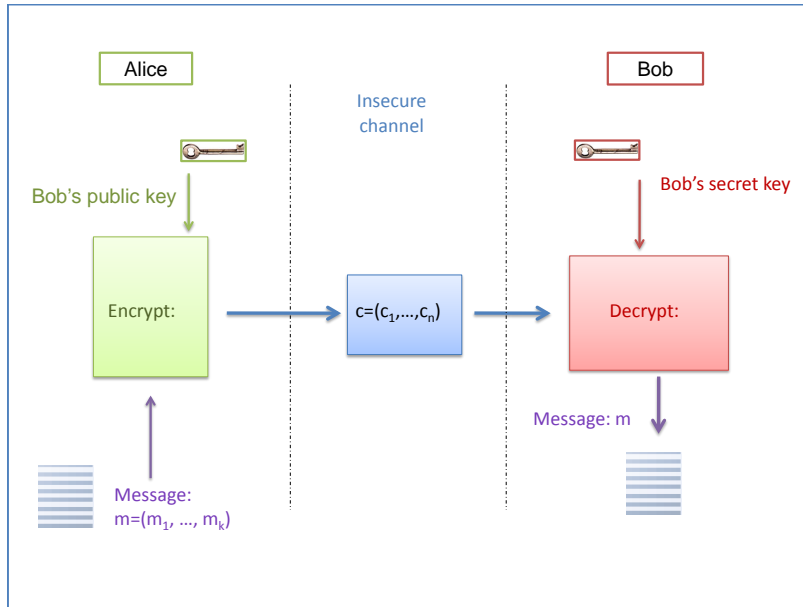 Alice
Bob
Insecure
channel
Bob's public key
Bob's secret key
Encrypt:
c=(c₁,...,cₙ)
Decrypt:
Message: m
Message:
m=(m₁, ..., mₖ)